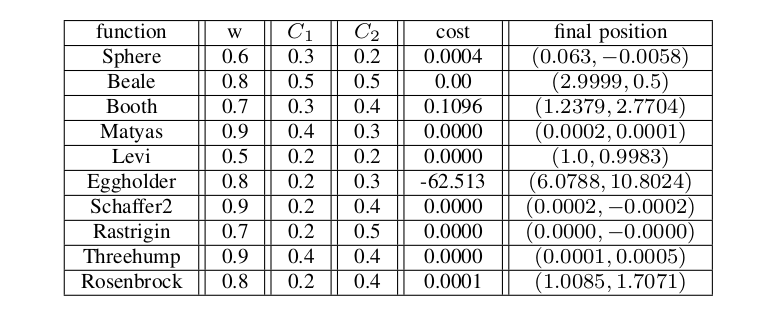 function w C₁ C₂ cost final position
Sphere 0.6 0.3 0.2 0.0004 (0.063, −0.0058)
Beale 0.8 0.5 0.5 0.00 (2.9999, 0.5)
Booth 0.7 0.3 0.4 0.1096 (1.2379, 2.7704)
Matyas 0.9 0.4 0.3 0.0000 (0.0002, 0.0001)
Levi 0.5 0.2 0.2 0.0000 (1.0, 0.9983)
Eggholder 0.8 0.2 0.3 -62.513 (6.0788, 10.8024)
Schaffer2 0.9 0.2 0.4 0.0000 (0.0002, −0.0002)
Rastrigin 0.7 0.2 0.5 0.0000 (0.0000, −0.0000)
Threehump 0.9 0.4 0.4 0.0000 (0.0001, 0.0005)
Rosenbrock 0.8 0.2 0.4 0.0001 (1.0085, 1.7071)